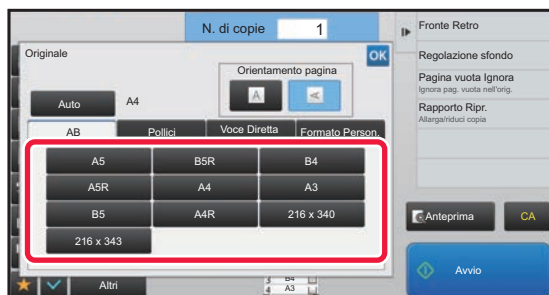 N. di copie 1
Originale
OK
Orientamento pagina
A A
Auto A4
AB Pollici Voce Diretta Formato Person.
A5 B5R B4
A5R A4 A3
B5 A4R 216 x 340
216 x 343
Altri
3 B4
4 A3
Fronte Retro
Regolazione sfondo
Pagina vuota Ignora
Ignora pag. vuota nell'orig.
Rapporto Ripr.
Allarga/riduci copia
Anteprima CA
Avvio